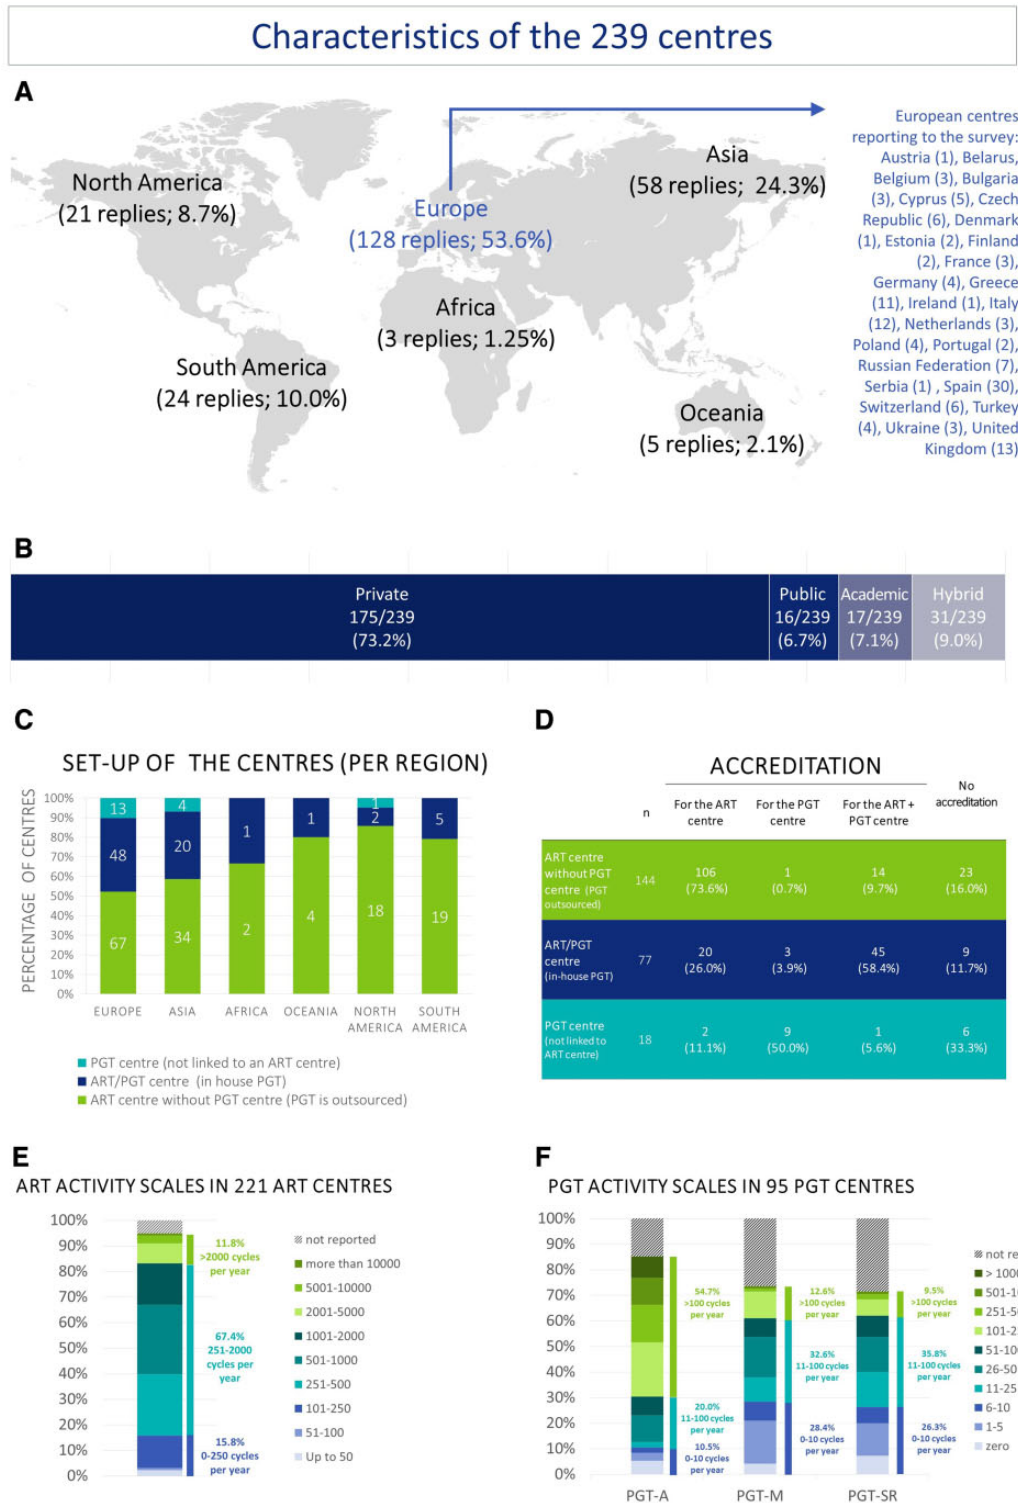 Characteristics of the 239 centres
A
North America
(21 replies; 8.7%)
Europe
(128 replies; 53.6%)
Asia
(58 replies; 24.3%)
Africa
(3 replies; 1.25%)
South America
(24 replies; 10.0%)
Oceania
(5 replies; 2.1%)
European centres
reporting to the survey:
Austria (1), Belarus,
Belgium (3), Bulgaria
(3), Cyprus (5), Czech
Republic (6), Denmark
(1), Estonia (2), Finland
(2), France (3),
Germany (4), Greece
(11), Ireland (1), Italy
(12), Netherlands (3),
Poland (4), Portugal (2),
Russian Federation (7),
Serbia (1) , Spain (30),
Switzerland (6), Turkey
(4), Ukraine (3), United
Kingdom (13)
B
Private
175/239
(73.2%)
Public
16/239
(6.7%)
Academic
17/239
(7.1%)
Hybrid
31/239
(9.0%)
C
SET-UP OF THE CENTRES (PER REGION)
PERCENTAGE OF CENTRES
100%
90%
80%
70%
60%
50%
40%
30%
20%
10%
0%
13
48
67
4
20
34
1
2
1
4
1
2
18
5
19
EUROPE
ASIA
AFRICA
OCEANIA
NORTH
AMERICA
SOUTH
AMERICA
PGT centre (not linked to an ART centre)
ART/PGT centre (in house PGT)
ART centre without PGT centre (PGT is outsourced)
D
ACCREDITATION
n
For the ART
centre
For the PGT
centre
For the ART +
PGT centre
No
accreditation
ART centre
without PGT
centre (PGT
outsourced)
144
106
(73.6%)
1
(0.7%)
14
(9.7%)
23
(16.0%)
ART/PGT
centre
(in-house PGT)
77
20
(26.0%)
3
(3.9%)
45
(58.4%)
9
(11.7%)
PGT centre
(not linked to
ART centre)
18
2
(11.1%)
9
(50.0%)
1
(5.6%)
6
(33.3%)
E
ART ACTIVITY SCALES IN 221 ART CENTRES
100%
90%
80%
70%
60%
50%
40%
30%
20%
10%
0%
11.8%
>2000 cycles
per year
67.4%
251-2000
cycles per
year
15.8%
0-250 cycles
per year
not reported
more than 10000
5001-10000
2001-5000
1001-2000
501-1000
251-500
101-250
51-100
Up to 50
F
PGT ACTIVITY SCALES IN 95 PGT CENTRES
100%
90%
80%
70%
60%
50%
40%
30%
20%
10%
0%
54.7%
>100 cycles
per year
20.0%
11-100 cycles
per year
10.5%
0-10 cycles
per year
12.6%
>100 cycles
per year
32.6%
11-100 cycles
per year
28.4%
0-10 cycles
per year
9.5%
>100 cycles
per year
35.8%
11-100 cycles
per year
26.3%
0-10 cycles
per year
PGT-A
PGT-M
PGT-SR
not re
> 1000
501-10
251-50
101-2
51-10
26-50
11-25
6-10
1-5
zero